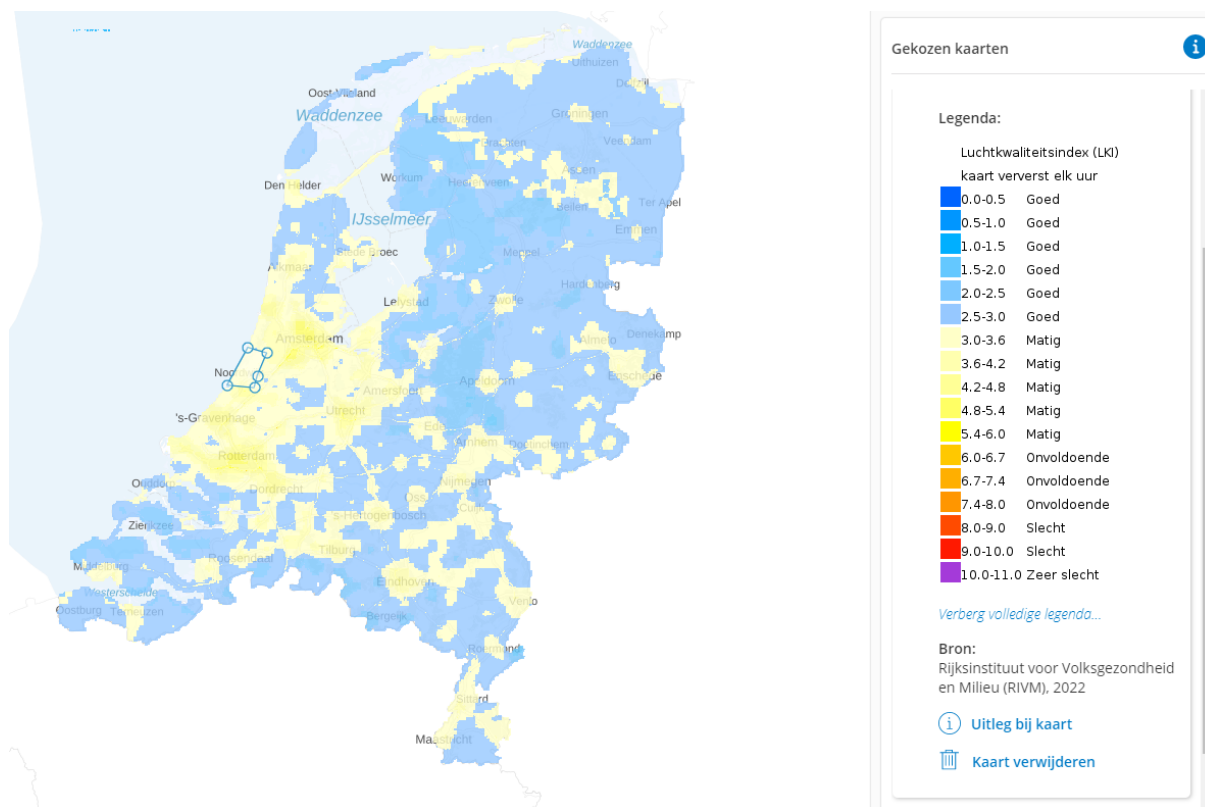 Waddenzee
Uithuizen
Delfzijl
Oost-Vlieland
Waddenzee
Leeuwarden
Groningen
Drachten
Veendam
Assen
Den Helder
Workum
Heerenveen
Beilen
Ter Apel
IJsselmeer
Emmen
Stede Broec
Meppel
Alkmaar
Hardenberg
Lelystad
Zwolle
Amsterdam
Almelo
Denekamp
Apeldoorn
Enschede
Amersfoort
's-Gravenhage
Utrecht
Ede
Arnhem
Doetinchem
Rotterdam
Nijmegen
Dordrecht
Oss
Cuijk
's-Hertogenbosch
Zierikzee
Tilburg
Roosendaal
Middelburg
Eindhoven
Westerschelde
Venlo
Oostburg
Terneuzen
Bergeijk
Roermond
Sittard
Maastricht
Gekozen kaarten
i
Legenda:
Luchtkwaliteitsindex (LKI)
kaart ververst elk uur
0.0-0.5 Goed
0.5-1.0 Goed
1.0-1.5 Goed
1.5-2.0 Goed
2.0-2.5 Goed
2.5-3.0 Goed
3.0-3.6 Matig
3.6-4.2 Matig
4.2-4.8 Matig
4.8-5.4 Matig
5.4-6.0 Matig
6.0-6.7 Onvoldoende
6.7-7.4 Onvoldoende
7.4-8.0 Onvoldoende
8.0-9.0 Slecht
9.0-10.0 Slecht
10.0-11.0 Zeer slecht
Verberg volledige legenda...
Bron:
Rijksinstituut voor Volksgezondheid
en Milieu (RIVM), 2022
i Uitleg bij kaart
Kaart verwijderen